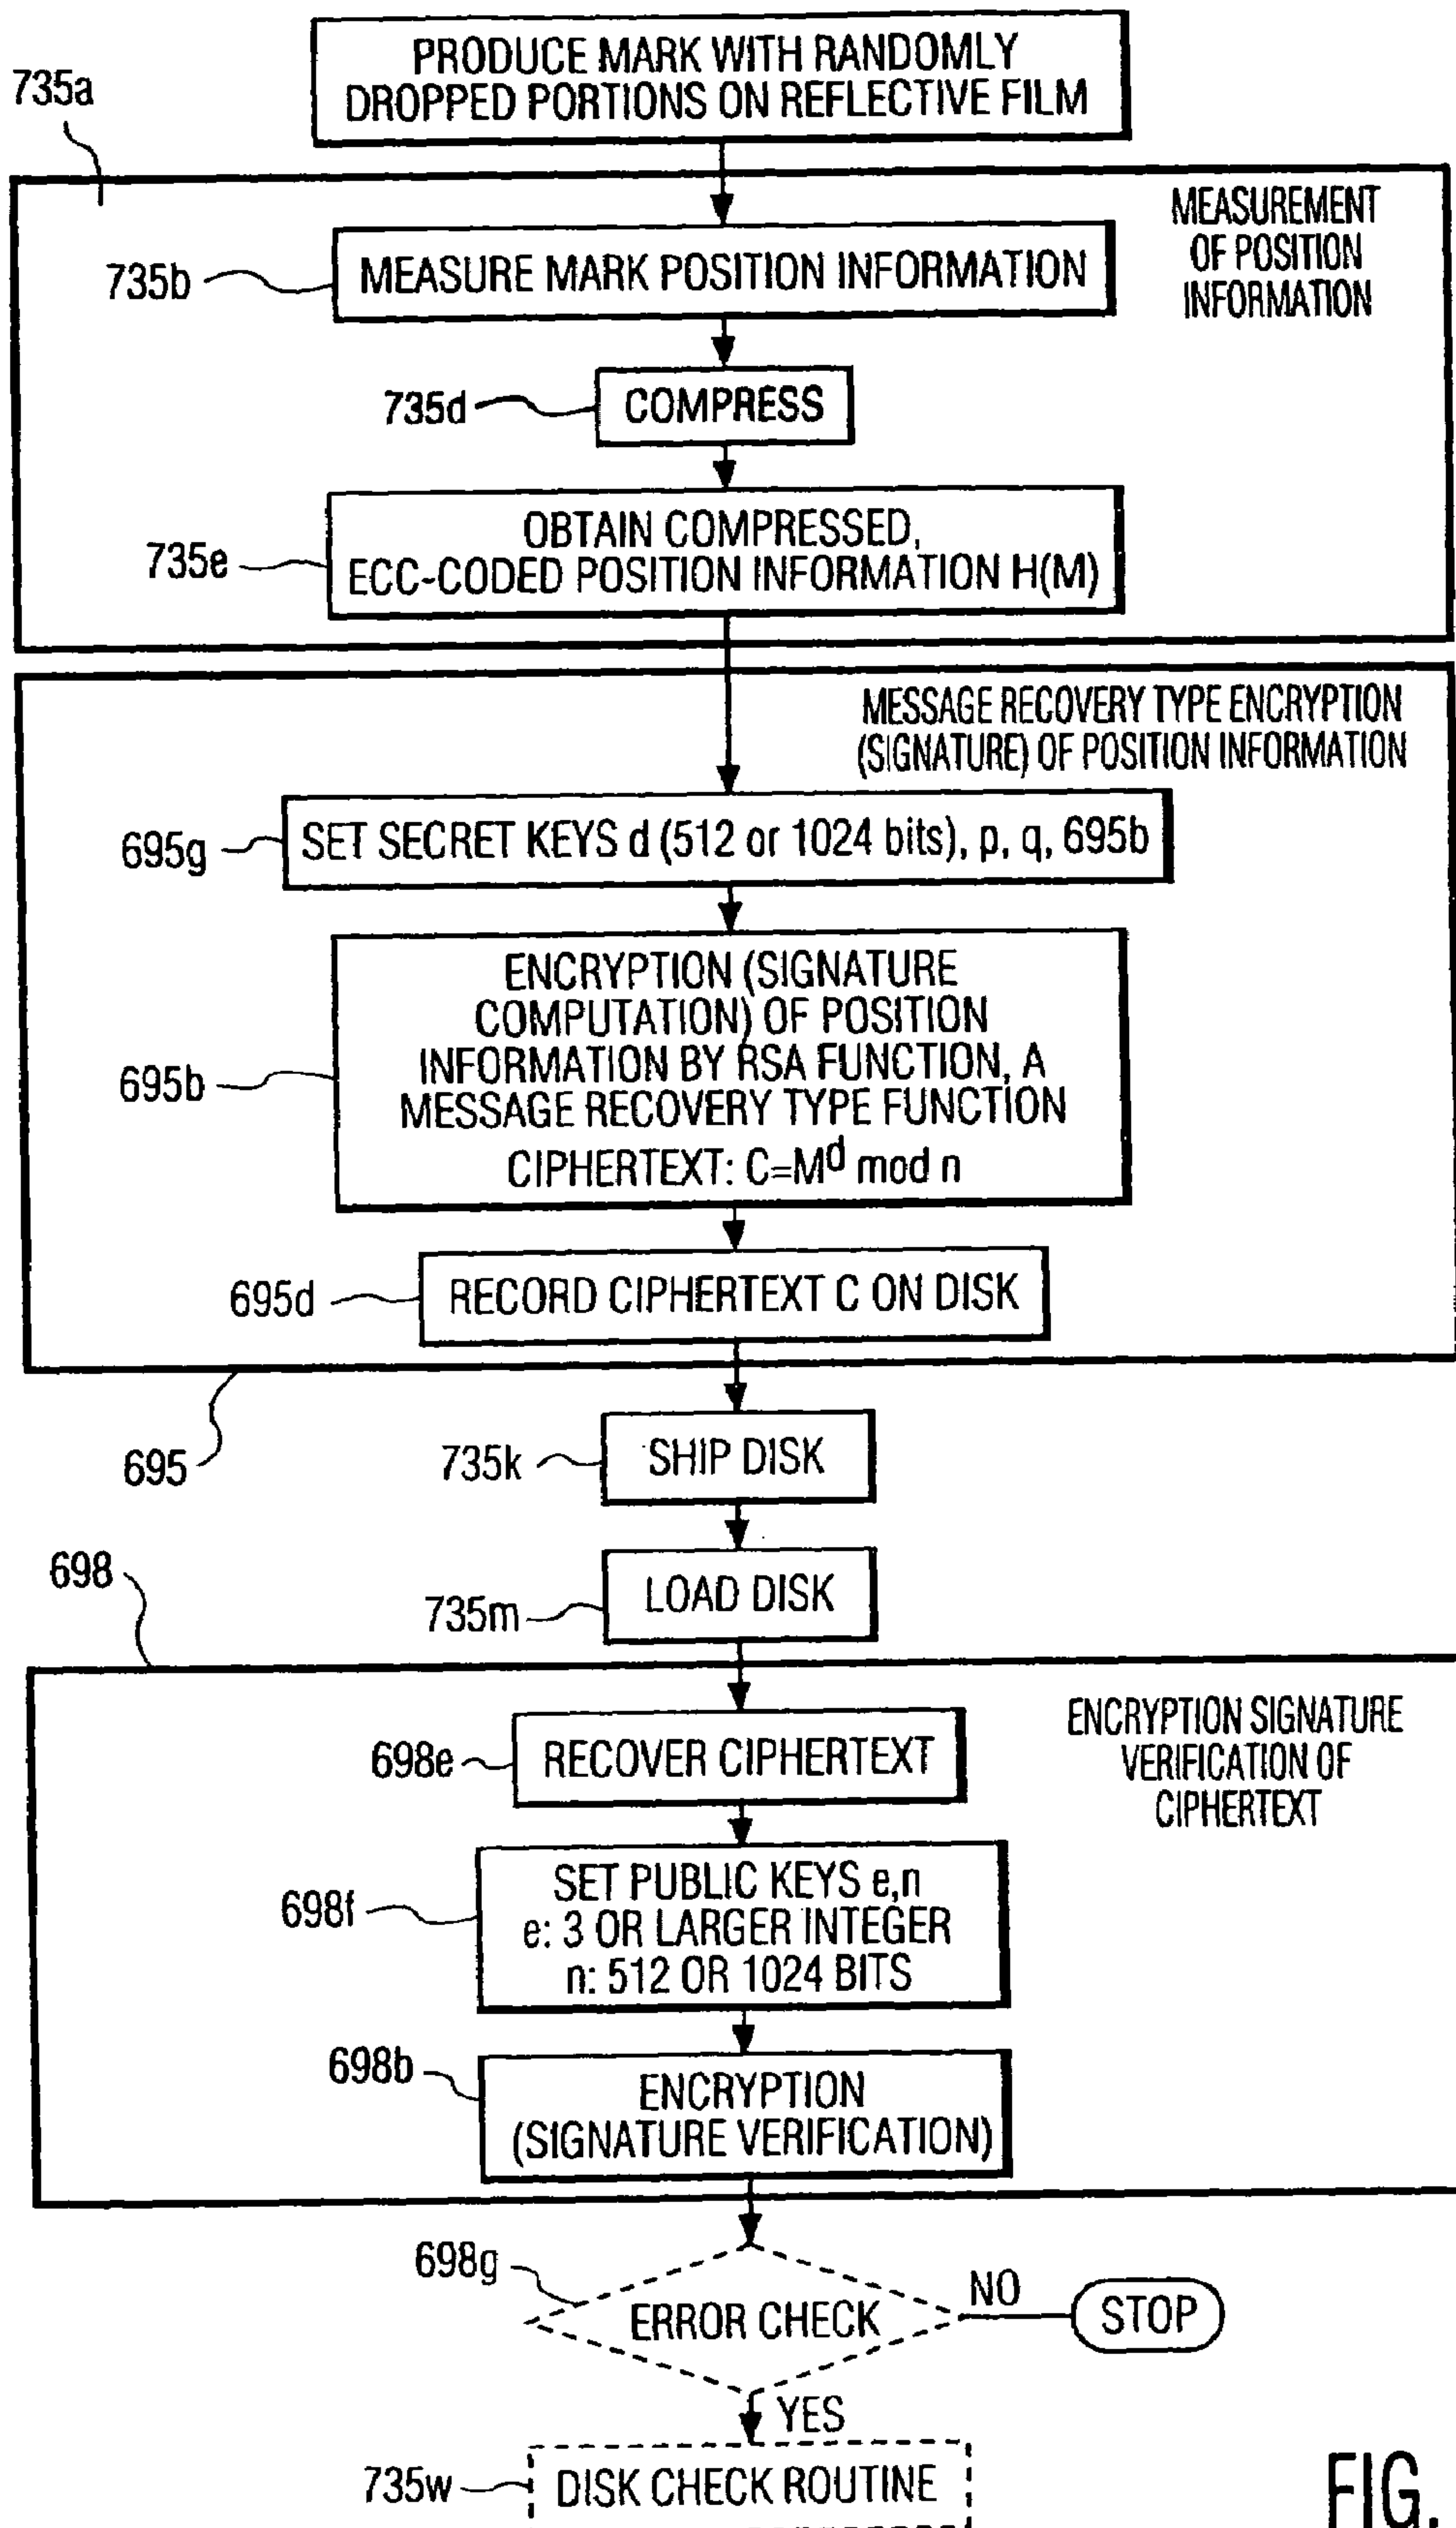 PRODUCE MARK WITH RANDOMLY
DROPPED PORTIONS ON REFLECTIVE FILM
735a
MEASUREMENT
OF POSITION
INFORMATION
735b
MEASURE MARK POSITION INFORMATION
735d
COMPRESS
735e
OBTAIN COMPRESSED,
ECC-CODED POSITION INFORMATION H(M)
MESSAGE RECOVERY TYPE ENCRYPTION
(SIGNATURE) OF POSITION INFORMATION
695g
SET SECRET KEYS d (512 or 1024 bits), p, q, 695b
695b
ENCRYPTION (SIGNATURE
COMPUTATION) OF POSITION
INFORMATION BY RSA FUNCTION, A
MESSAGE RECOVERY TYPE FUNCTION
CIPHERTEXT: C=M^d mod n
695d
RECORD CIPHERTEXT C ON DISK
695
735k
SHIP DISK
698
735m
LOAD DISK
ENCRYPTION SIGNATURE
VERIFICATION OF
CIPHERTEXT
698e
RECOVER CIPHERTEXT
698f
SET PUBLIC KEYS e,n
e: 3 OR LARGER INTEGER
n: 512 OR 1024 BITS
698b
ENCRYPTION
(SIGNATURE VERIFICATION)
698g
ERROR CHECK
NO
STOP
YES
735w
DISK CHECK ROUTINE
FIG.